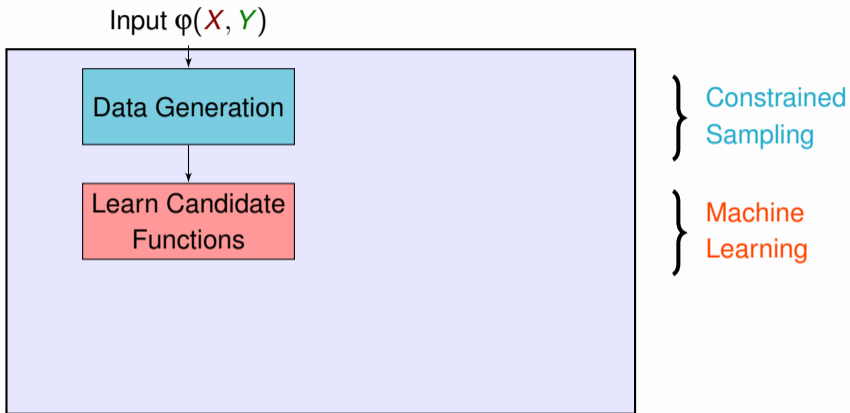 Input φ(X, Y)
Data Generation
Constrained
Sampling
Learn Candidate
Functions
Machine
Learning